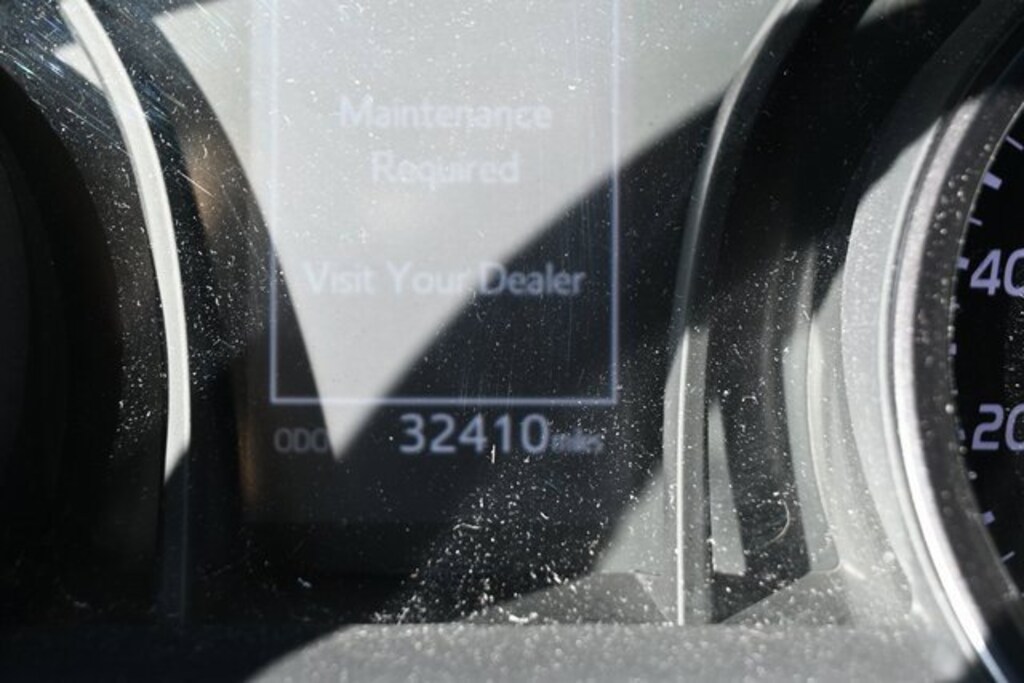 Maintenance
Required
Visit Your Dealer
ODO 32410 miles
40
20